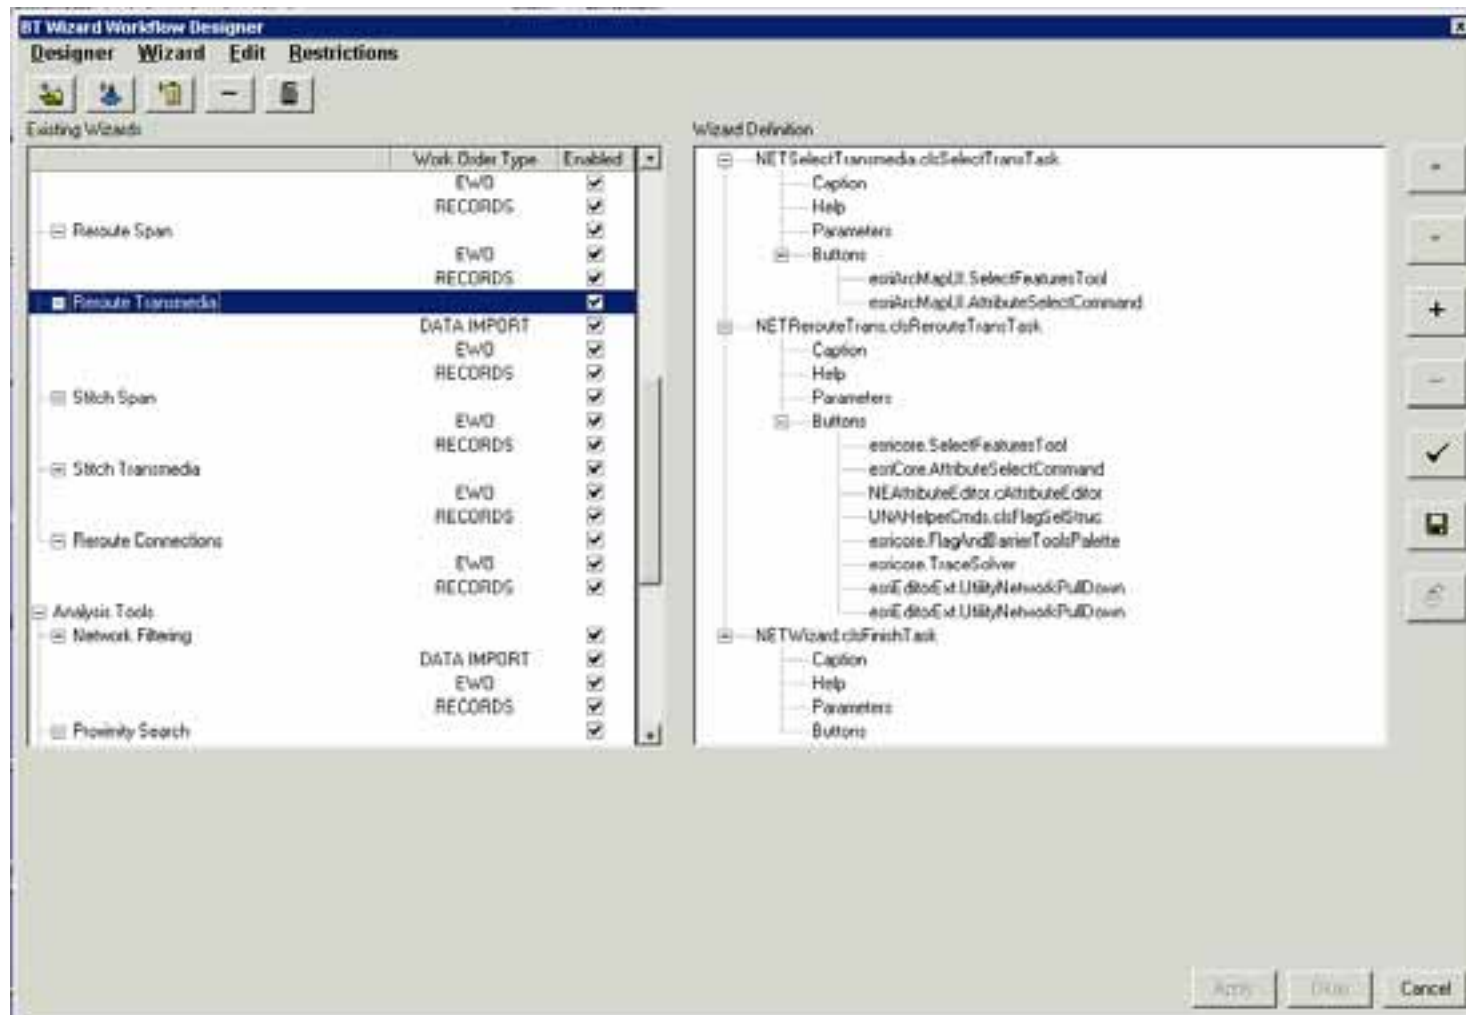 BT Wizard Workflow Designer
Designer Wizard Edit Restrictions
Existing Wizards
Work Order Type Enabled
EWO
RECORDS
Reroute Span
EWO
RECORDS
Reroute Transmedia
DATA IMPORT
EWO
RECORDS
Stitch Span
EWO
RECORDS
Stitch Transmedia
EWO
RECORDS
Reroute Connections
EWO
RECORDS
Analysis Tools
Network Filtering
DATA IMPORT
EWO
RECORDS
Proximity Search
Wizard Definition
NETSelectTransmedia.clsSelectTransTask
Caption
Help
Parameters
Buttons
esriArcMapUI.SelectFeaturesTool
esriArcMapUI.AttributeSelectCommand
NETRerouteTrans.clsRerouteTransTask
Caption
Help
Parameters
Buttons
esricore.SelectFeaturesTool
esriCore.AttributeSelectCommand
NEAttributeEditor.cAttributeEditor
UNAHelperCmds.clsFlagSelStruc
esricore.FlagAndBarrierToolsPalette
esricore.TraceSolver
esriEditorExt.UtilityNetworkPullDown
esriEditorExt.UtilityNetworkPullDown
NETWizard.clsFinishTask
Caption
Help
Parameters
Buttons
Apply Okay Cancel